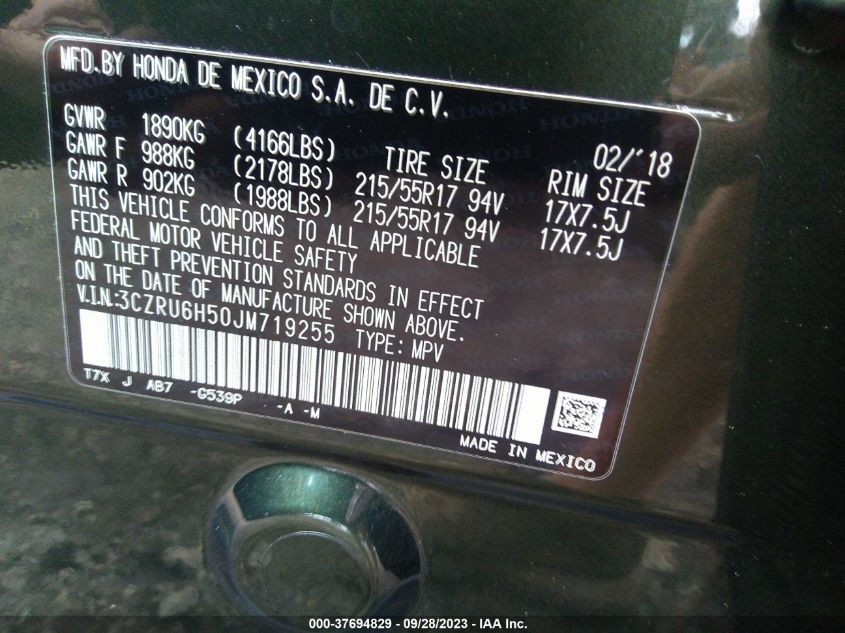 MFD.BY HONDA DE MEXICO S.A. DE C.V.
02/'18
GVWR 1890KG (4166LBS) TIRE SIZE RIM SIZE
GAWR F 988KG (2178LBS) 215/55R17 94V 17X7.5J
GAWR R 902KG (1988LBS) 215/55R17 94V 17X7.5J
THIS VEHICLE CONFORMS TO ALL APPLICABLE
FEDERAL MOTOR VEHICLE SAFETY
AND THEFT PREVENTION STANDARDS IN EFFECT
ON THE DATE OF MANUFACTURE SHOWN ABOVE.
V.I.N:3CZRU6H50JM719255 TYPE: MPV
T7X J AB7 -G539P -A -M
MADE IN MEXICO
000-37694829 / 09/28/2023 - IAA Inc.